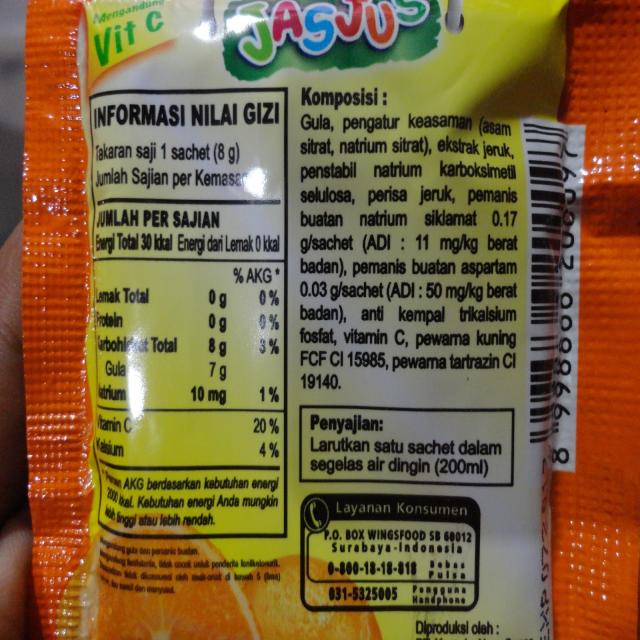 Mengandung
Vit C
JASJUS
INFORMASI NILAI GIZI
Takaran saji 1 sachet (8 g)
Jumlah Sajian per Kemasan
JUMLAH PER SAJIAN
Energi Total 30 kkal Energi dari Lemak 0 kkal
% AKG *
Lemak Total 0 g 0 %
Protein 0 g 0 %
Karbohidrat Total 8 g 3 %
Gula 7 g
Natrium 10 mg 1 %
Vitamin C 20 %
Kalsium 4 %
AKG berdasarkan kebutuhan energi
2000 kkal. Kebutuhan energi Anda mungkin
lebih tinggi atau lebih rendah.
Komposisi :
Gula, pengatur keasaman (asam
sitrat, natrium sitrat), ekstrak jeruk,
penstabil natrium karboksimetil
selulosa, perisa jeruk, pemanis
buatan natrium siklamat 0.17
g/sachet (ADI : 11 mg/kg berat
badan), pemanis buatan aspartam
0.03 g/sachet (ADI : 50 mg/kg berat
badan), anti kempal trikalsium
fosfat, vitamin C, pewarna kuning
FCF CI 15985, pewarna tartrazin CI
19140.
Penyajian:
Larutkan satu sachet dalam
segelas air dingin (200ml)
Layanan Konsumen
P.O. BOX WINGSFOOD SB 68012
Surabaya-Indonesia
0-800-18-18-818 Bebas
Pulsa
031-5325005 Pengguna
Handphone
Diproduksi oleh :